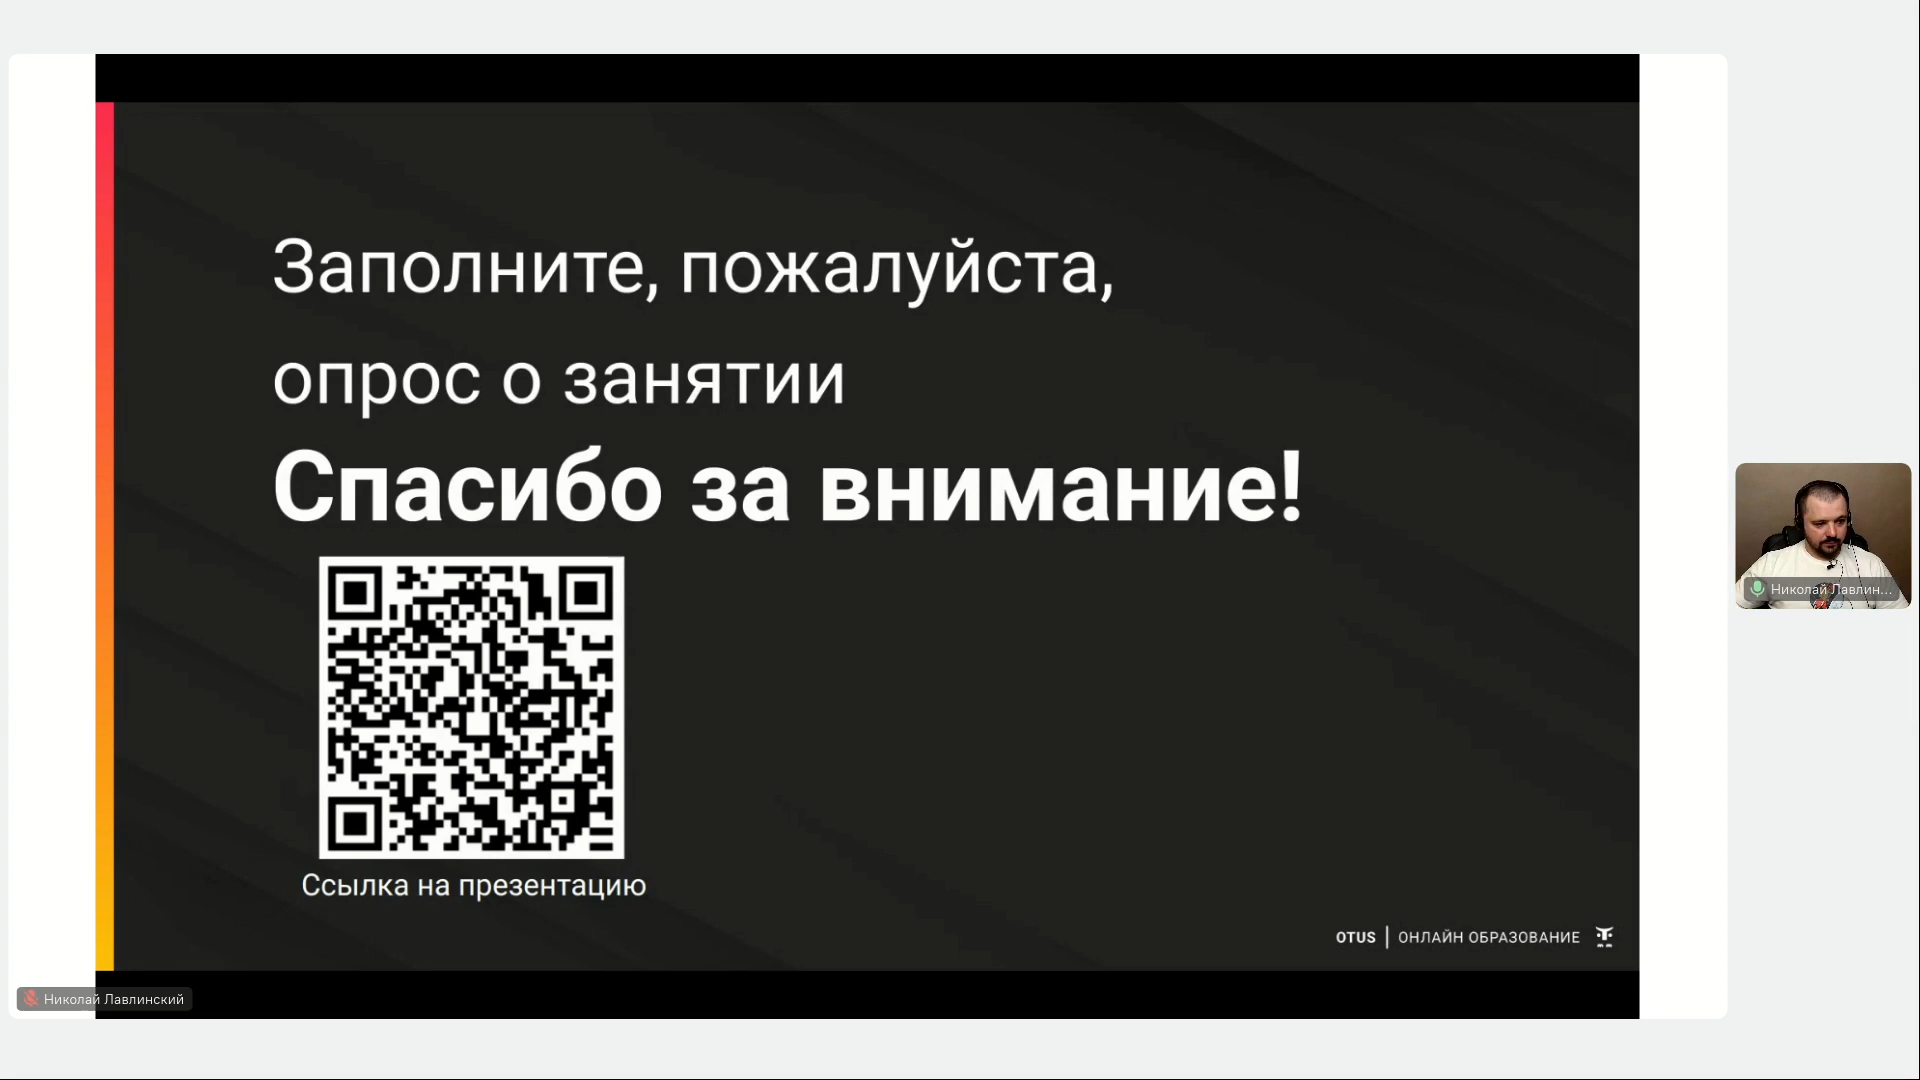 Заполните, пожалуйста,
опрос о занятии
Спасибо за внимание!
Ссылка на презентацию
OTUS | ОНЛАЙН ОБРАЗОВАНИЕ
Николай Лавлинский
Николай Лавлин...